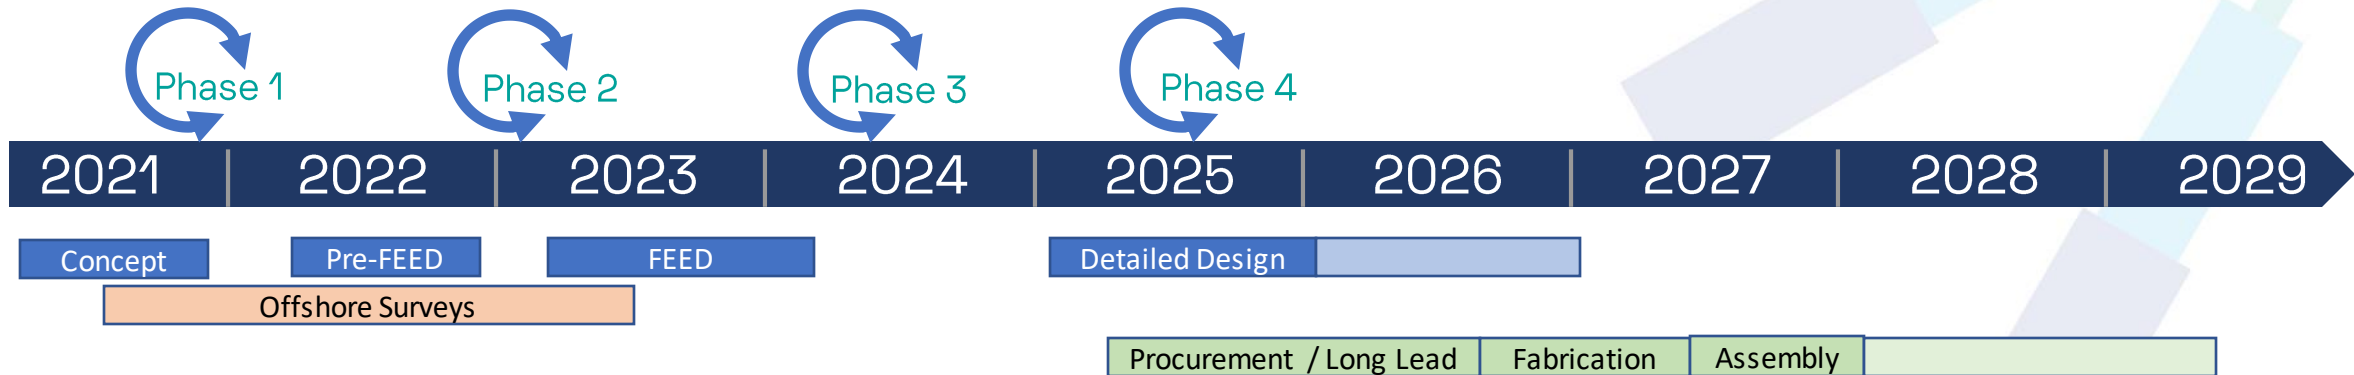 Phase 1
Phase 2
Phase 3
Phase 4
2021
2022
2023
2024
2025
2026
2027
2028
2029
Concept
Pre-FEED
FEED
Detailed Design
Offshore Surveys
Procurement / Long Lead
Fabrication
Assembly